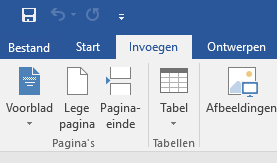 Bestand Start Invoegen Ontwerpen
Voorblad Lege pagina Pagina-einde Tabel Afbeeldingen
Pagina's Tabellen